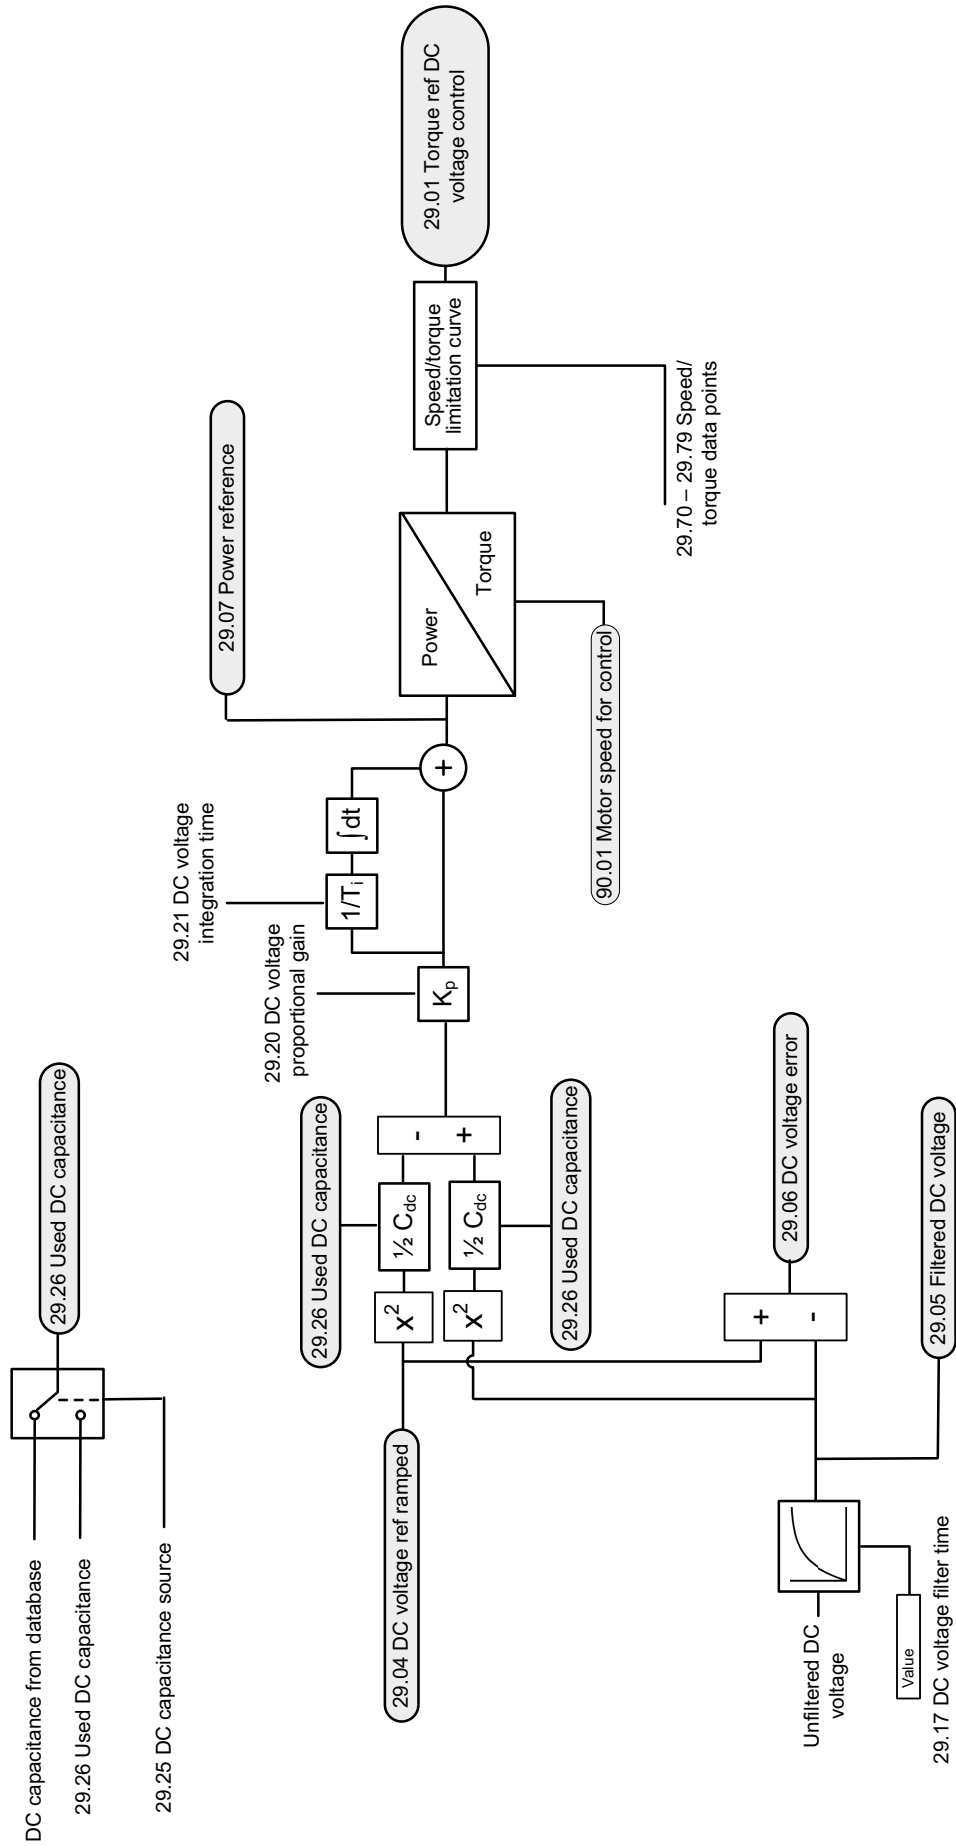 DC capacitance from database
29.26 Used DC capacitance
29.25 DC capacitance source
29.26 Used DC capacitance
29.04 DC voltage ref ramped
x²
x²
29.26 Used DC capacitance
½ Cdc
½ Cdc
29.26 Used DC capacitance
-
+
29.20 DC voltage
proportional gain
Kp
29.21 DC voltage
integration time
1/Ti
∫dt
+
29.07 Power reference
Power
Torque
90.01 Motor speed for control
Speed/torque
limitation curve
29.70 – 29.79 Speed/
torque data points
29.01 Torque ref DC
voltage control
Unfiltered DC
voltage
Value
29.17 DC voltage filter time
+
-
29.06 DC voltage error
29.05 Filtered DC voltage